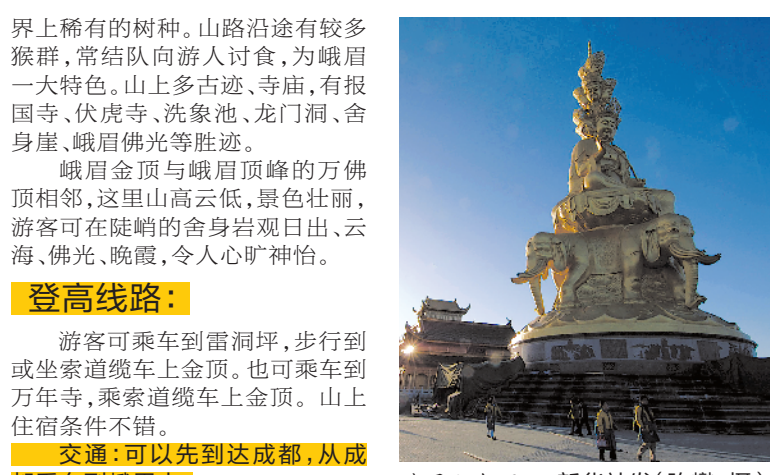 界上稀有的树种。山路沿途有较多
猴群,常结队向游人讨食,为峨眉
一大特色。山上多古迹、寺庙,有报
国寺、伏虎寺、洗象池、龙门洞、舍
身崖、峨眉佛光等胜迹。
峨眉金顶与峨眉顶峰的万佛
顶相邻,这里山高云低,景色壮丽,
游客可在陡峭的舍身岩观日出、云
海、佛光、晚霞,令人心旷神怡。
登高线路:
游客可乘车到雷洞坪,步行到
或坐索道缆车上金顶。也可乘车到
万年寺,乘索道缆车上金顶。山上
住宿条件不错。
交通:可以先到达成都,从成